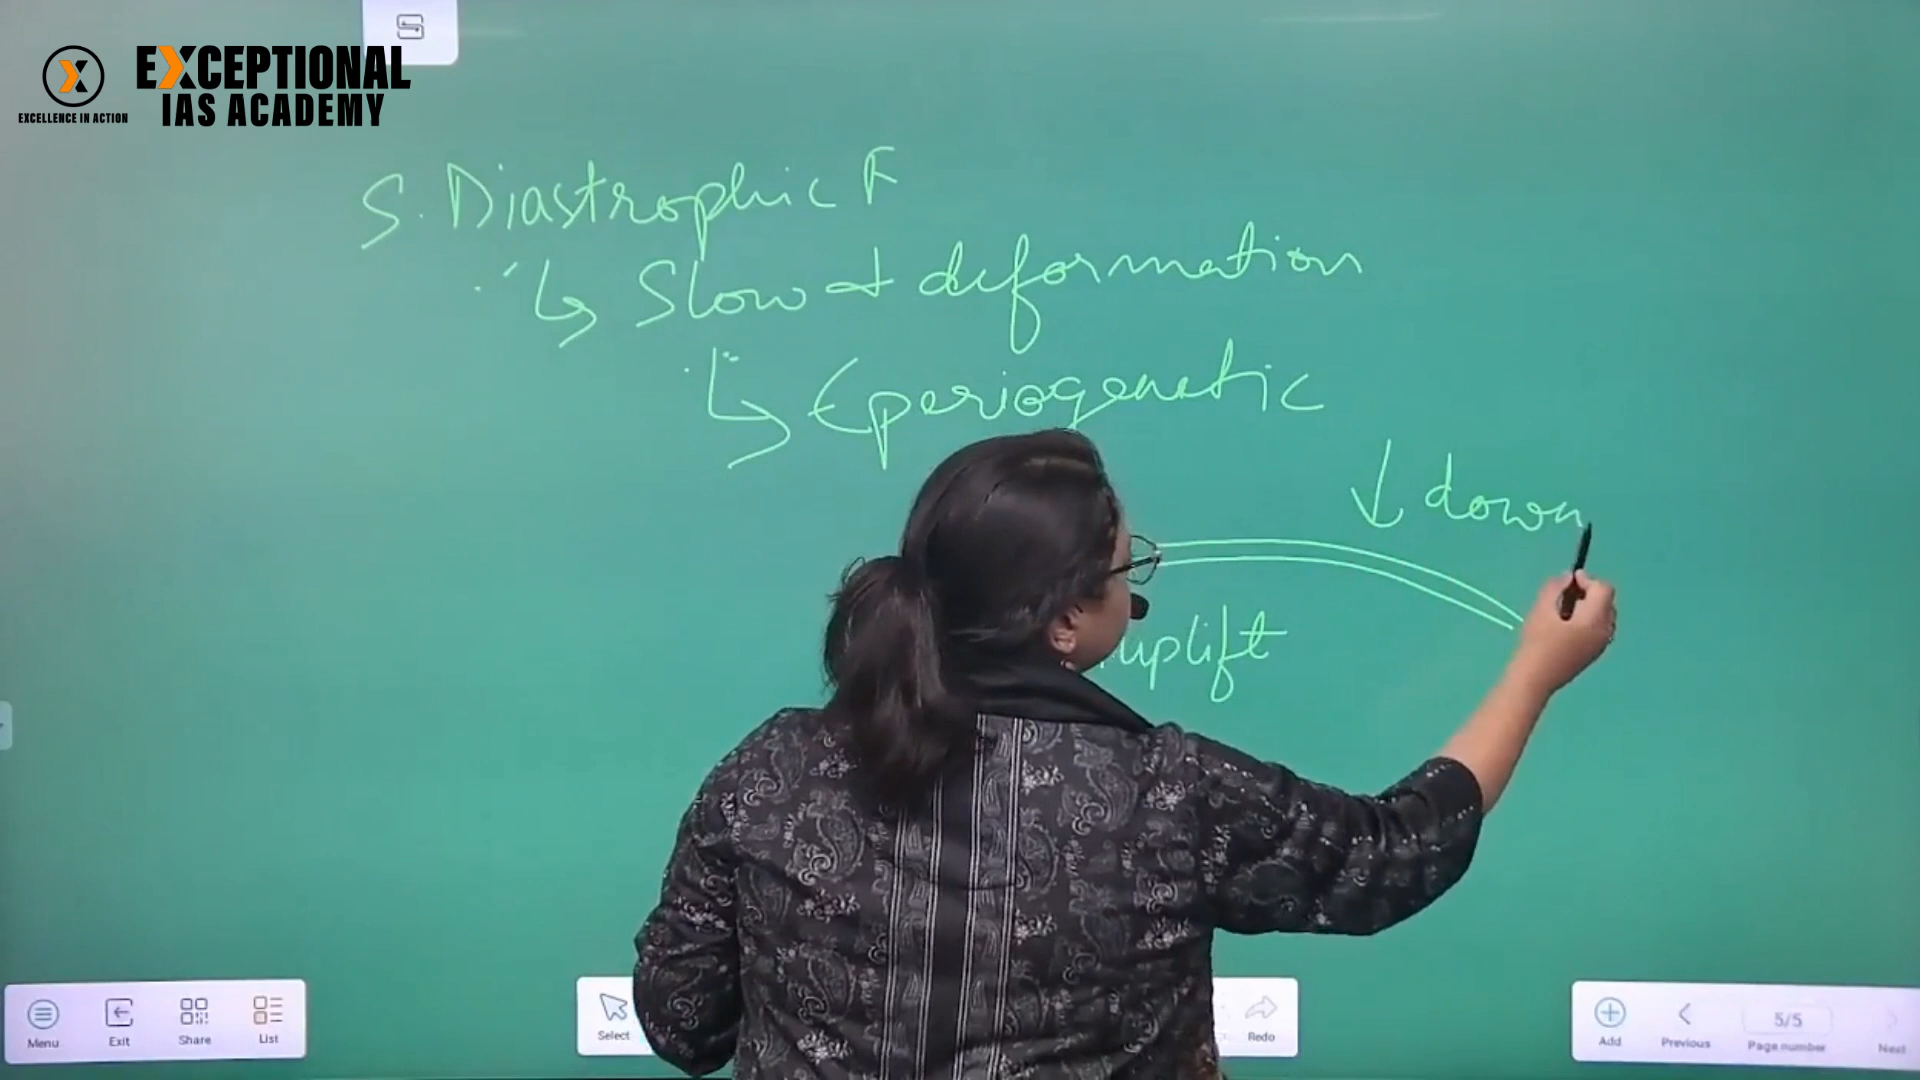 EXCEPTIONAL
IAS ACADEMY
EXCELLENCE IN ACTION
S. Diastrophic F
Slow & deformation
Eperiogenetic
↓ down
uplift
Menu
Exit
Share
List
Select
Redo
Add
Previous
5/5
Page number
Next